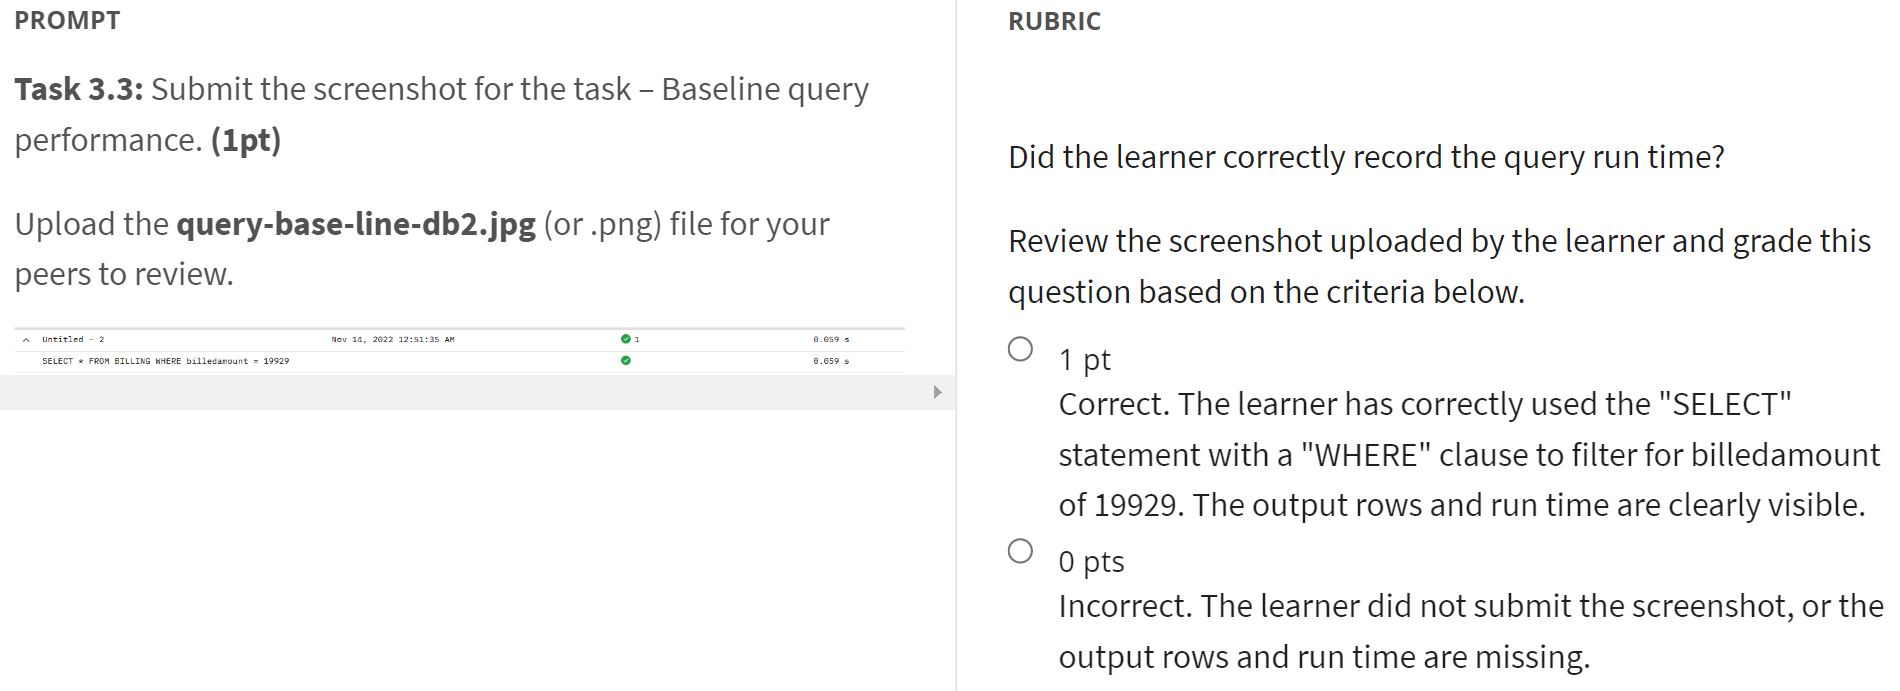 PROMPT
Task 3.3: Submit the screenshot for the task – Baseline query
performance. (1pt)
Upload the query-base-line-db2.jpg (or .png) file for your
peers to review.
Untitled - 2 Nov 14, 2022 12:51:35 AM 1 0.059 s
SELECT * FROM BILLING WHERE billedamount = 19929 0.059 s
RUBRIC
Did the learner correctly record the query run time?
Review the screenshot uploaded by the learner and grade this
question based on the criteria below.
1 pt
Correct. The learner has correctly used the "SELECT"
statement with a "WHERE" clause to filter for billedamount
of 19929. The output rows and run time are clearly visible.
0 pts
Incorrect. The learner did not submit the screenshot, or the
output rows and run time are missing.